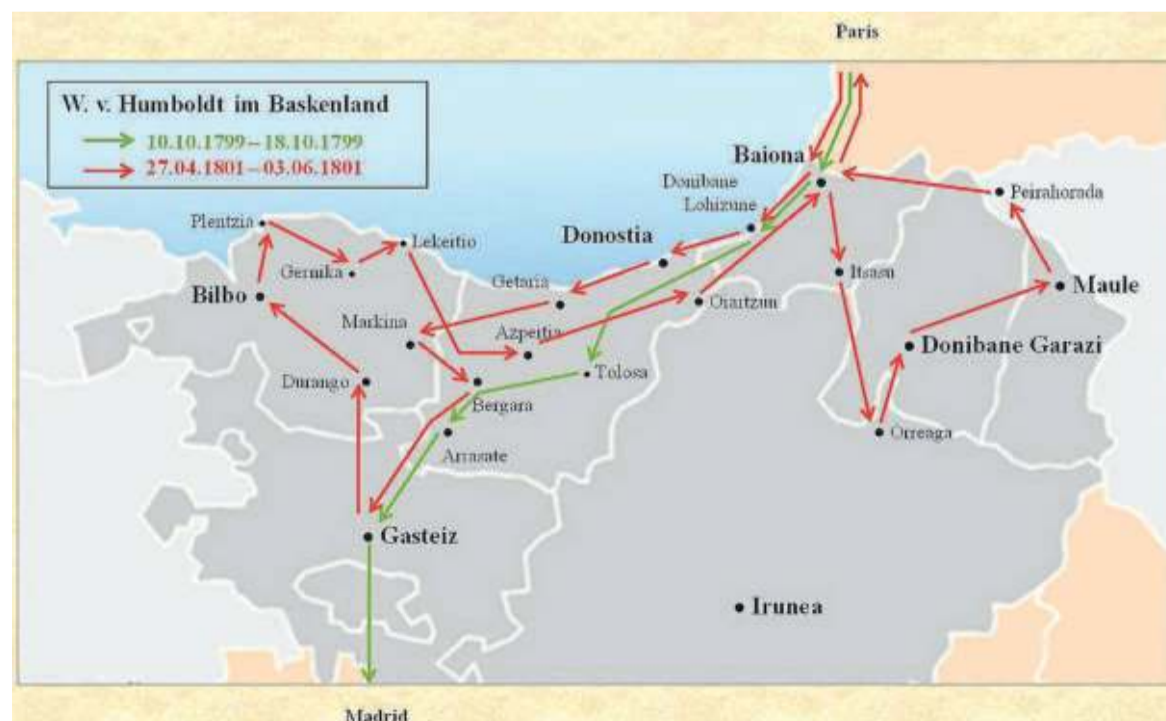 Paris
W. v. Humboldt im Baskenland
10.10.1799–18.10.1799
27.04.1801–03.06.1801
Baiona
Donibane
Lohizune
Peirahorada
Plentzia
Lekeitio
Donostia
Gernika
Itsasu
Getaria
Maule
Bilbo
Oiartzun
Markina
Azpeitia
Donibane Garazi
Durango
Tolosa
Bergara
Orreaga
Arrasate
Gasteiz
Irunea
Madrid